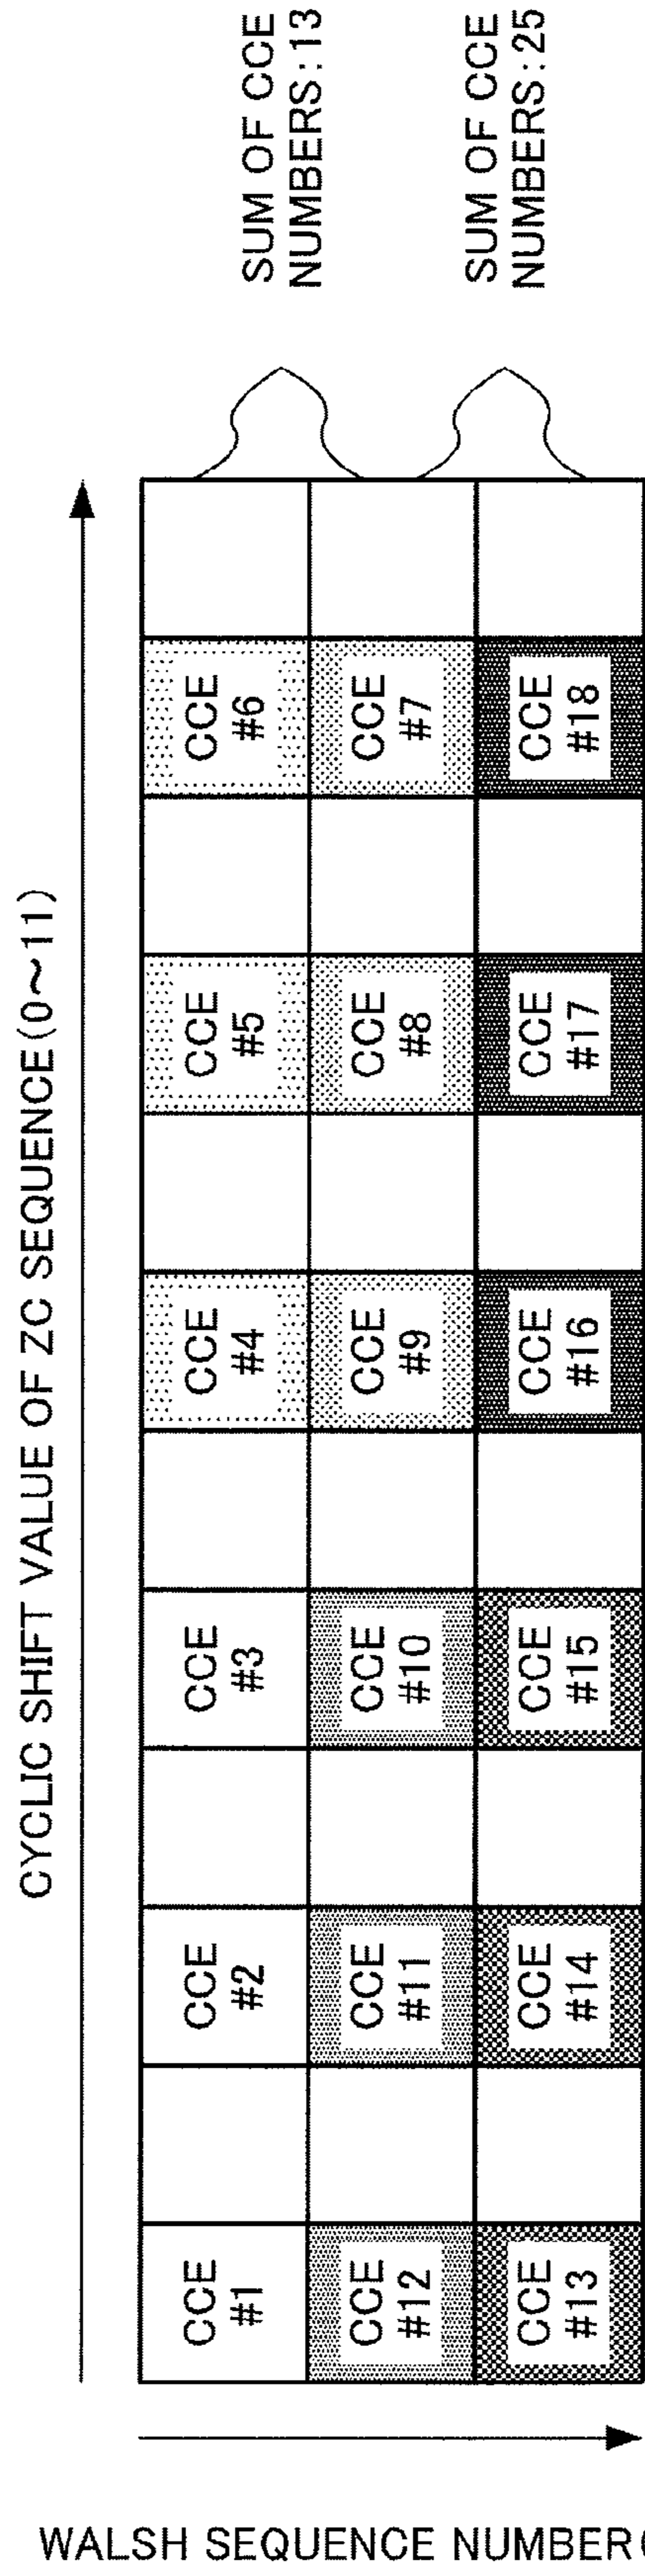 CYCLIC SHIFT VALUE OF ZC SEQUENCE(0~11)
WALSH SEQUENCE NUMBER(
CCE
#1
CCE
#2
CCE
#3
CCE
#4
CCE
#5
CCE
#6
CCE
#12
CCE
#11
CCE
#10
CCE
#9
CCE
#8
CCE
#7
CCE
#13
CCE
#14
CCE
#15
CCE
#16
CCE
#17
CCE
#18
SUM OF CCE
NUMBERS:13
SUM OF CCE
NUMBERS:25